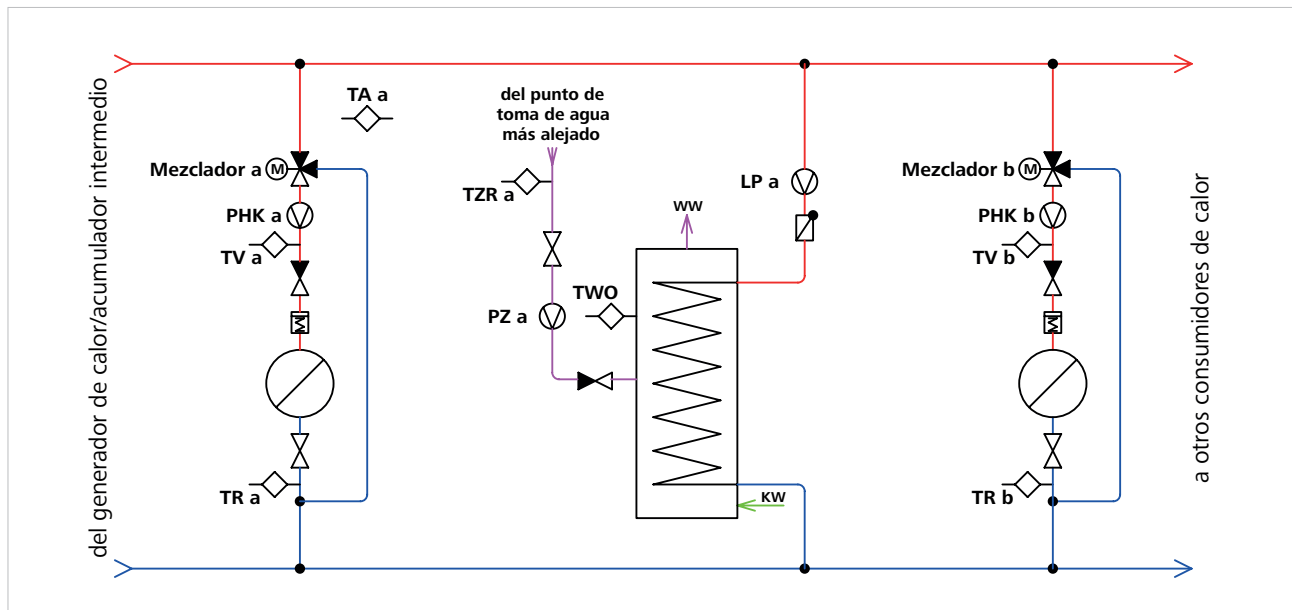 del generador de calor/acumulador intermedio
TA a
Mezclador a
M
PHK a
TV a
TR a
del punto de
toma de agua
más alejado
TZR a
PZ a
TWO
WW
KW
LP a
Mezclador b
M
PHK b
TV b
TR b
a otros consumidores de calor